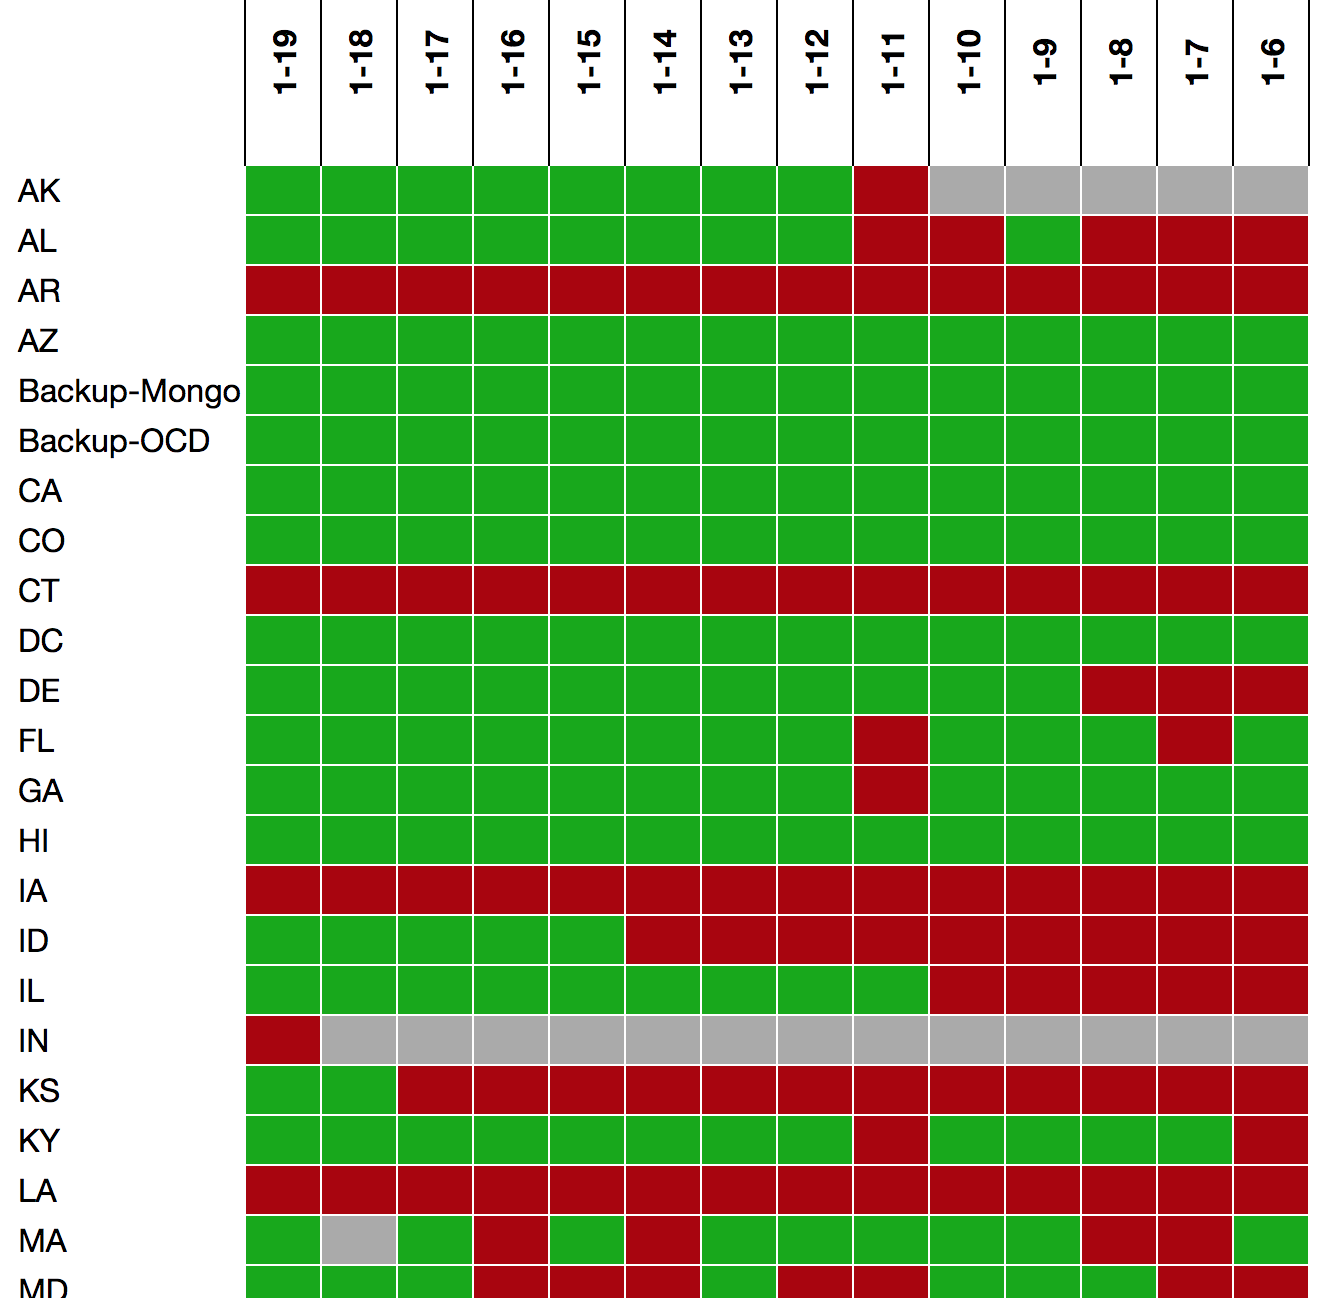 1-19 1-18 1-17 1-16 1-15 1-14 1-13 1-12 1-11 1-10 1-9 1-8 1-7 1-6
AK
AL
AR
AZ
Backup-Mongo
Backup-OCD
CA
CO
CT
DC
DE
FL
GA
HI
IA
ID
IL
IN
KS
KY
LA
MA
MD